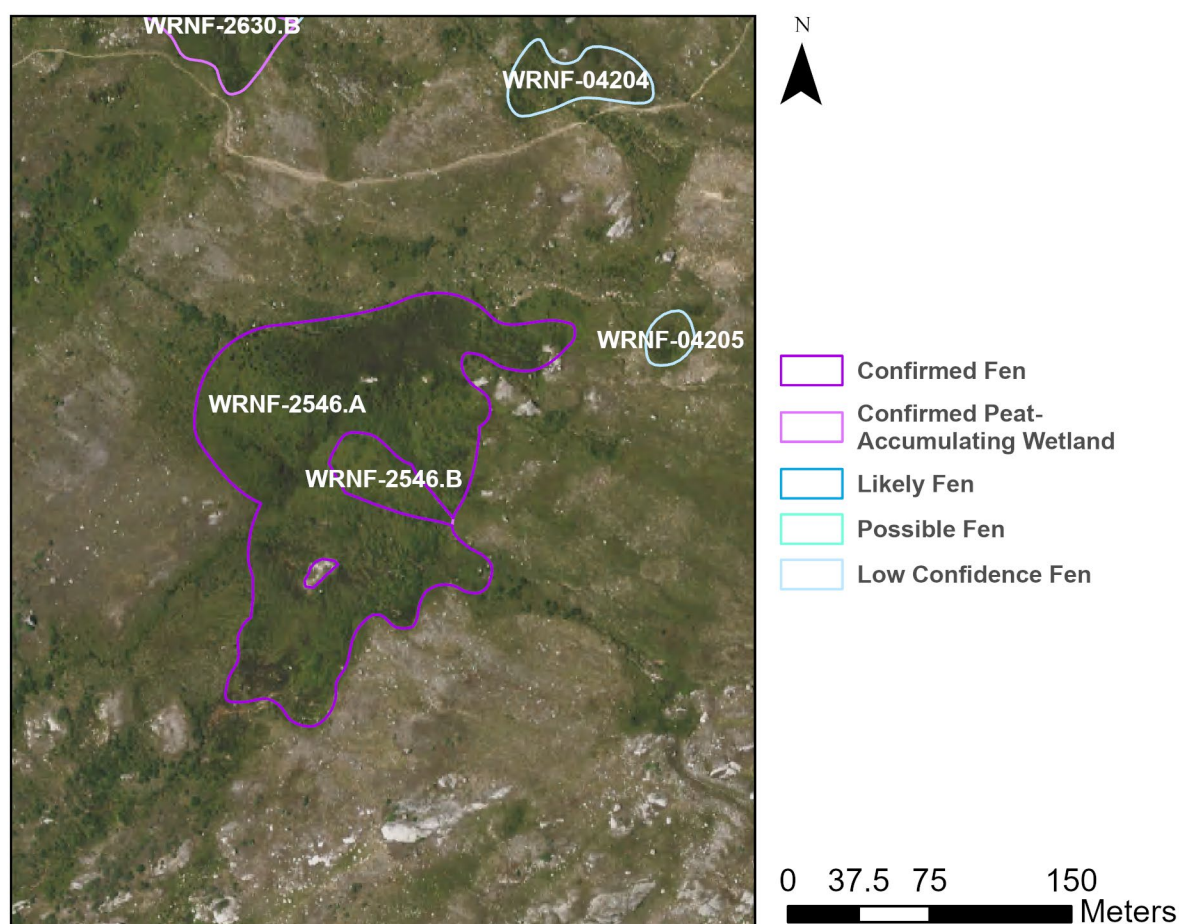 WRNF-2630.B
WRNF-04204
WRNF-04205
WRNF-2546.A
WRNF-2546.B
N
Confirmed Fen
Confirmed Peat-
Accumulating Wetland
Likely Fen
Possible Fen
Low Confidence Fen
0 37.5 75 150
Meters